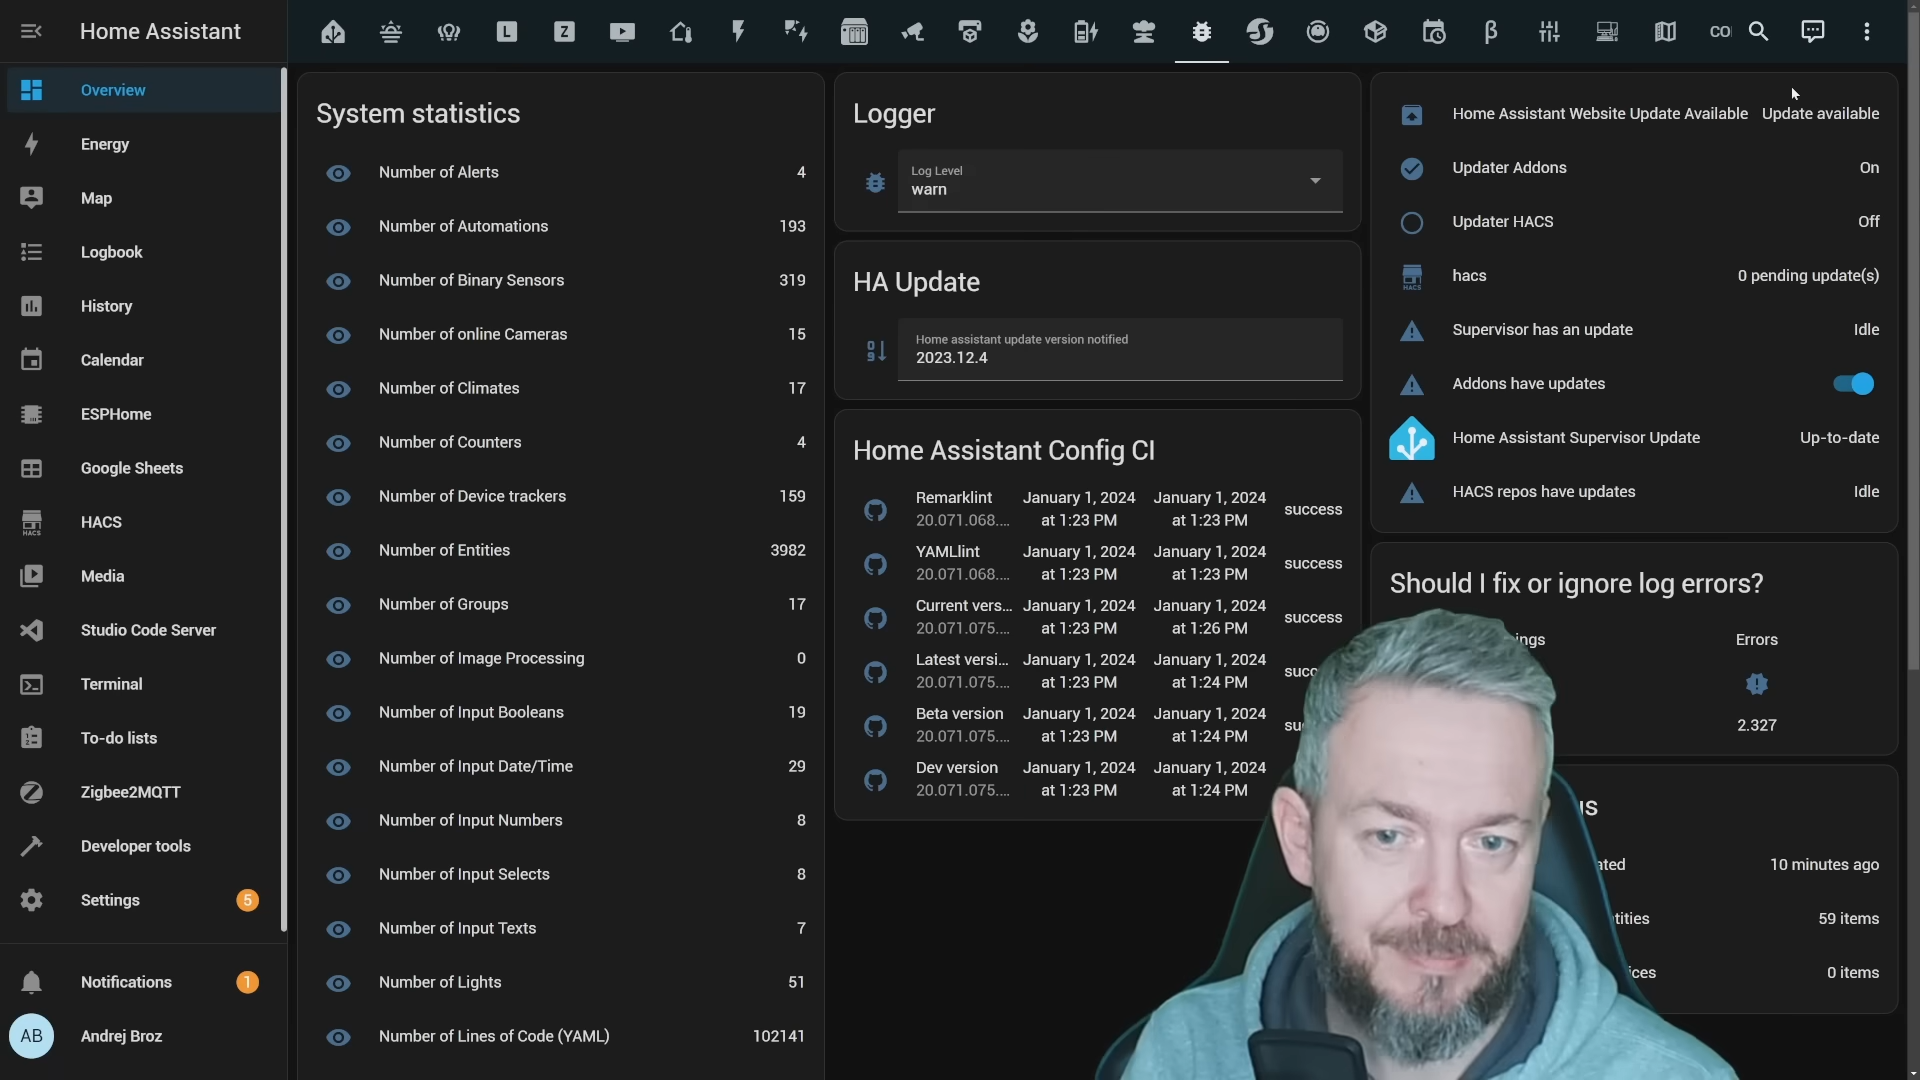 Home Assistant
Overview
Energy
Map
Logbook
History
Calendar
ESPHome
Google Sheets
HACS
HACS
Media
Studio Code Server
Terminal
To-do lists
Zigbee2MQTT
Developer tools
Settings
5
Notifications
1
AB
Andrej Broz
L
Z
β
CO
System statistics
Number of Alerts 4
Number of Automations 193
Number of Binary Sensors 319
Number of online Cameras 15
Number of Climates 17
Number of Counters 4
Number of Device trackers 159
Number of Entities 3982
Number of Groups 17
Number of Image Processing 0
Number of Input Booleans 19
Number of Input Date/Time 29
Number of Input Numbers 8
Number of Input Selects 8
Number of Input Texts 7
Number of Lights 51
Number of Lines of Code (YAML) 102141
Logger
Log Level
warn
HA Update
Home assistant update version notified
2023.12.4
Home Assistant Config CI
Remarklint January 1, 2024 January 1, 2024 success
20.071.068.... at 1:23 PM at 1:23 PM
YAMLlint January 1, 2024 January 1, 2024 success
20.071.068.... at 1:23 PM at 1:23 PM
Current vers... January 1, 2024 January 1, 2024 success
20.071.075.... at 1:23 PM at 1:26 PM
Latest versi... January 1, 2024 January 1, 2024 succ
20.071.075.... at 1:23 PM at 1:24 PM
Beta version January 1, 2024 January 1, 2024 su
20.071.075.... at 1:23 PM at 1:24 PM
Dev version January 1, 2024 January 1, 2024
20.071.075.... at 1:23 PM at 1:24 PM
Home Assistant Website Update Available Update available
Updater Addons On
Updater HACS Off
HACS
hacs 0 pending update(s)
Supervisor has an update Idle
Addons have updates
Home Assistant Supervisor Update Up-to-date
HACS repos have updates Idle
Should I fix or ignore log errors?
ings Errors
2.327
us
ated 10 minutes ago
tities 59 items
ices 0 items